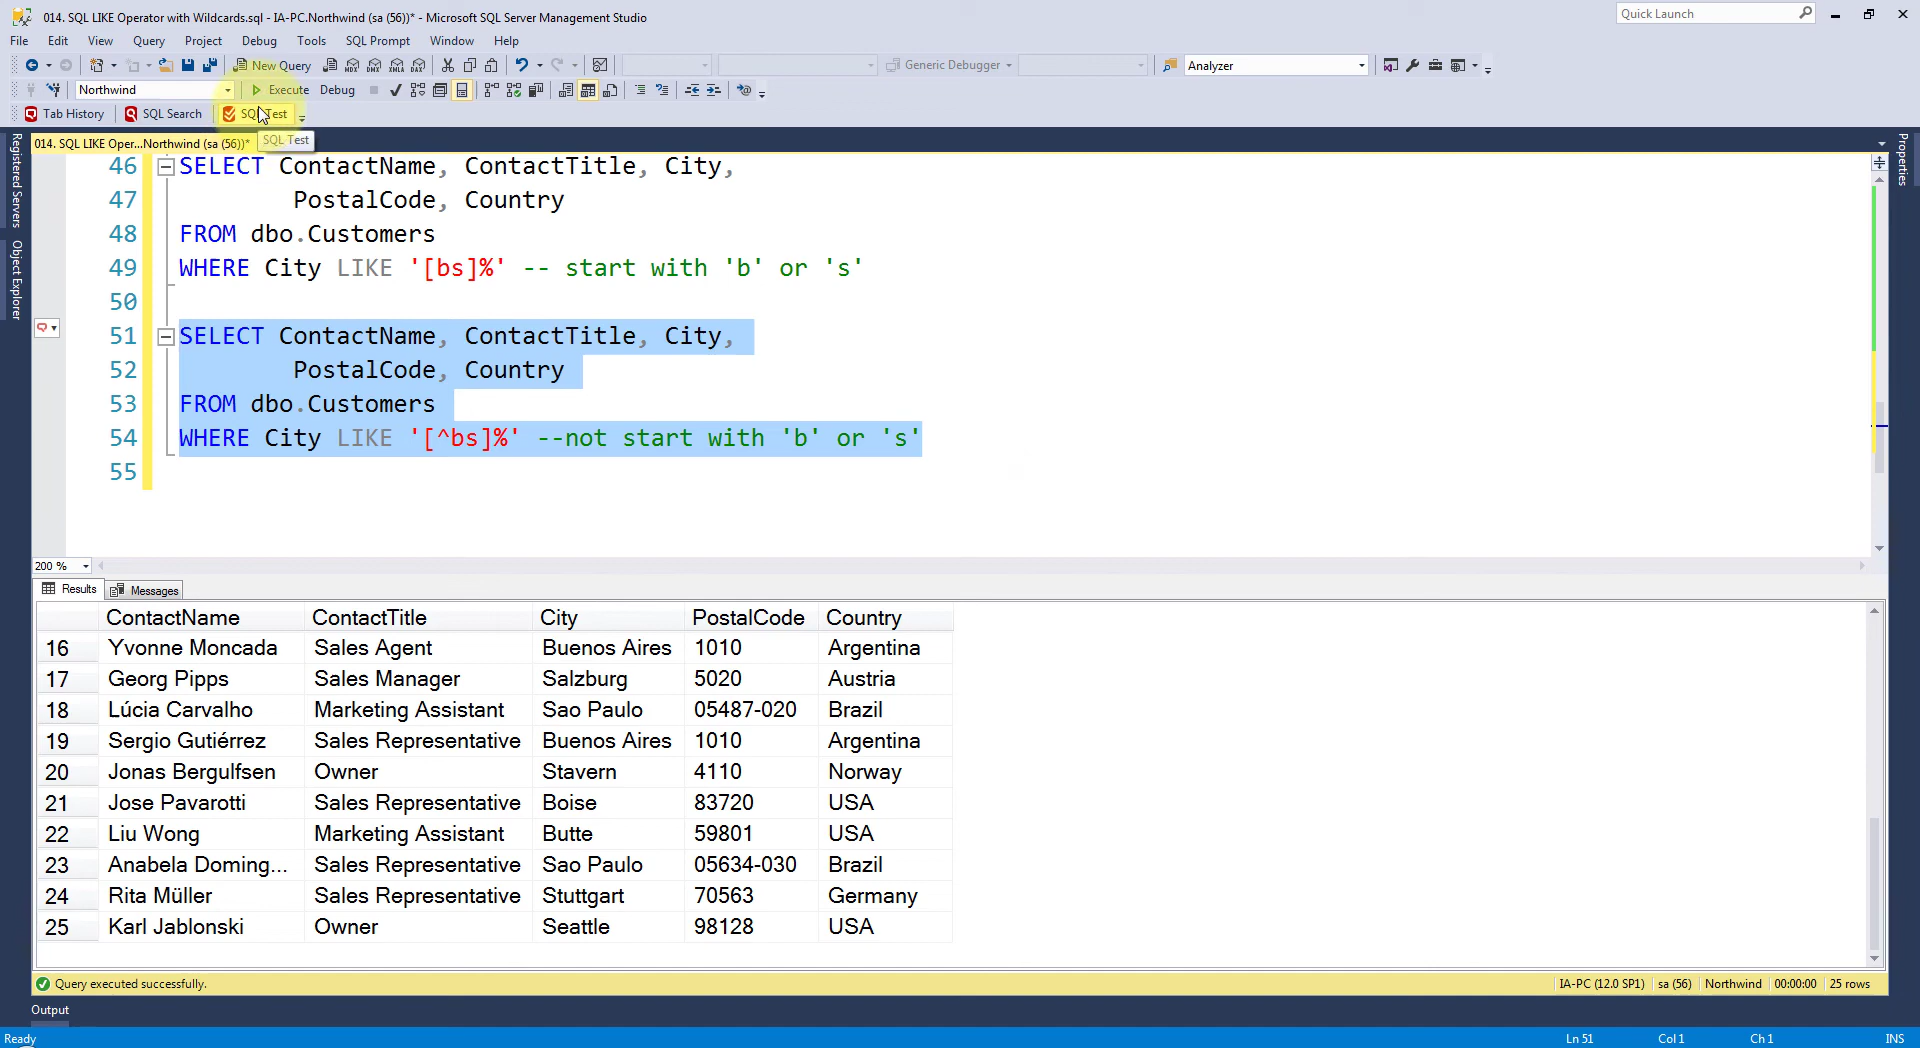 014. SQL LIKE Operator with Wildcards.sql - IA-PC.Northwind (sa (56))* - Microsoft SQL Server Management Studio
Quick Launch
File Edit View Query Project Debug Tools SQL Prompt Window Help
New Query Generic Debugger Analyzer
Northwind Execute Debug
Tab History SQL Search SQL Test
014. SQL LIKE Oper...Northwind (sa (56))* SQL Test
Registered Servers
Object Explorer
Properties
46 SELECT ContactName, ContactTitle, City,
47 PostalCode, Country
48 FROM dbo.Customers
49 WHERE City LIKE '[bs]%' -- start with 'b' or 's'
50
51 SELECT ContactName, ContactTitle, City,
52 PostalCode, Country
53 FROM dbo.Customers
54 WHERE City LIKE '[^bs]%' --not start with 'b' or 's'
55
200 %
Results Messages
ContactName ContactTitle City PostalCode Country
16 Yvonne Moncada Sales Agent Buenos Aires 1010 Argentina
17 Georg Pipps Sales Manager Salzburg 5020 Austria
18 Lúcia Carvalho Marketing Assistant Sao Paulo 05487-020 Brazil
19 Sergio Gutiérrez Sales Representative Buenos Aires 1010 Argentina
20 Jonas Bergulfsen Owner Stavern 4110 Norway
21 Jose Pavarotti Sales Representative Boise 83720 USA
22 Liu Wong Marketing Assistant Butte 59801 USA
23 Anabela Doming... Sales Representative Sao Paulo 05634-030 Brazil
24 Rita Müller Sales Representative Stuttgart 70563 Germany
25 Karl Jablonski Owner Seattle 98128 USA
Query executed successfully. IA-PC (12.0 SP1) sa (56) Northwind 00:00:00 25 rows
Output
Ready Ln 51 Col 1 Ch 1 INS